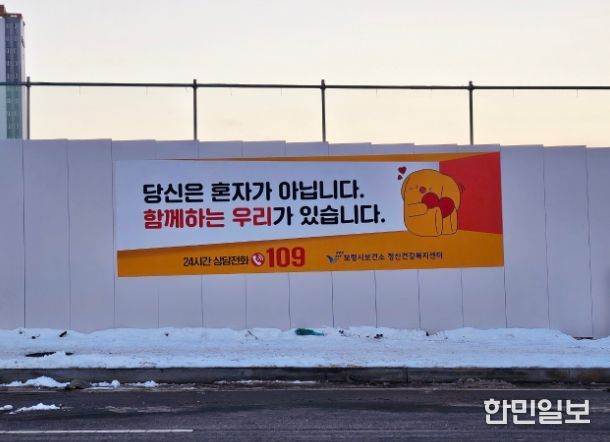 당신은 혼자가 아닙니다.
함께하는 우리가 있습니다.
24시간 상담전화 109 보령시보건소 정신건강복지센터
한민일보